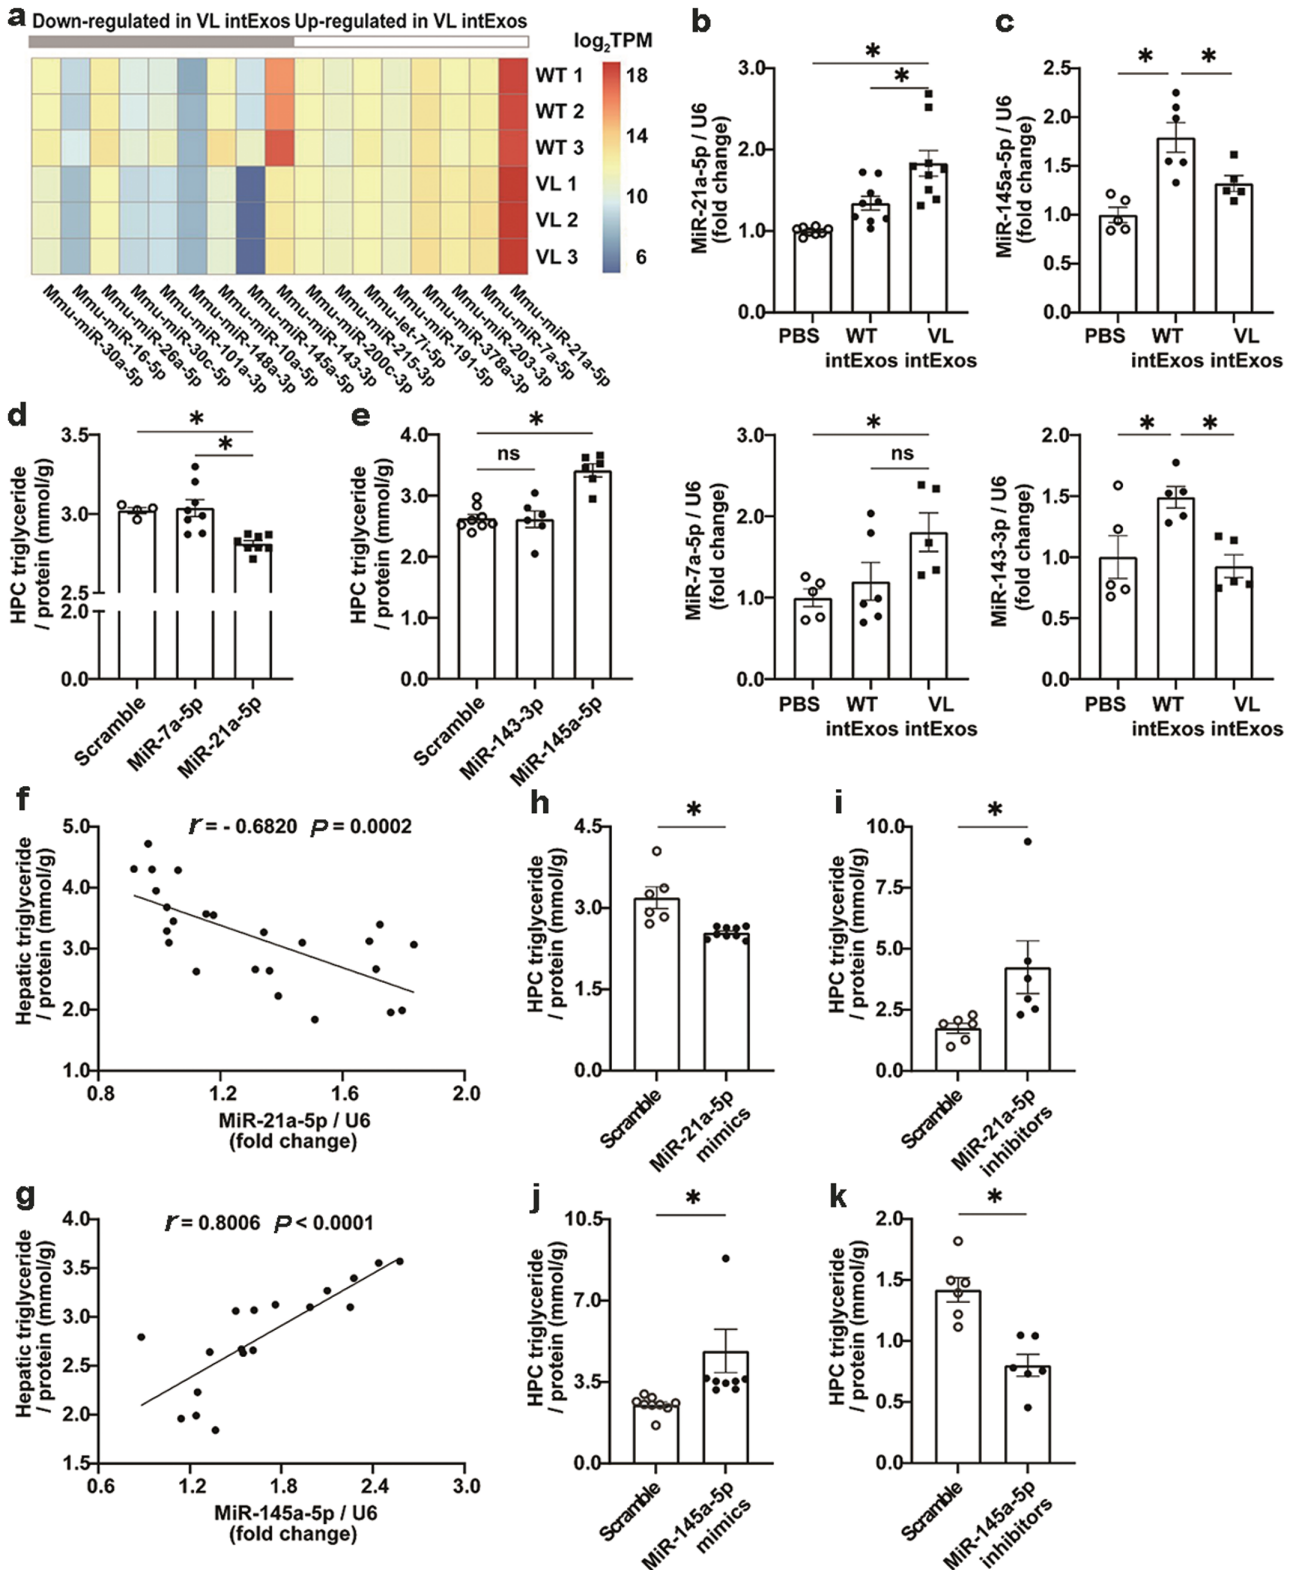 a
Down-regulated in VL intExos Up-regulated in VL intExos
log2TPM
WT 1
WT 2
WT 3
VL 1
VL 2
VL 3
18
14
10
6
Mmu-miR-30a-5p
Mmu-miR-16-5p
Mmu-miR-26a-5p
Mmu-miR-30c-5p
Mmu-miR-101a-3p
Mmu-miR-148a-3p
Mmu-miR-10a-5p
Mmu-miR-145a-5p
Mmu-miR-143-3p
Mmu-miR-200c-3p
Mmu-miR-215-3p
Mmu-let-7i-5p
Mmu-miR-191-5p
Mmu-miR-378a-3p
Mmu-miR-203-3p
Mmu-miR-7a-5p
Mmu-miR-21a-5p
b
MiR-21a-5p / U6
(fold change)
3.0
2.0
1.0
0.0
*
*
PBS WT VL
intExos intExos
MiR-7a-5p / U6
(fold change)
3.0
2.0
1.0
0.0
*
ns
PBS WT VL
intExos intExos
c
MiR-145a-5p / U6
(fold change)
2.5
2.0
1.5
1.0
0.5
0.0
* *
PBS WT VL
intExos intExos
MiR-143-3p / U6
(fold change)
2.0
1.5
1.0
0.5
0.0
* *
PBS WT VL
intExos intExos
d
HPC triglyceride
/ protein (mmol/g)
3.5
3.0
2.5
2.0
0.0
*
*
Scramble
MiR-7a-5p
MiR-21a-5p
e
HPC triglyceride
/ protein (mmol/g)
4.0
3.0
2.0
1.0
0.0
*
ns
Scramble
MiR-143-3p
MiR-145a-5p
f
Hepatic triglyceride
/ protein (mmol/g)
r = - 0.6820 P = 0.0002
5.0
4.0
3.0
2.0
1.0
0.8 1.2 1.6 2.0
MiR-21a-5p / U6
(fold change)
h
HPC triglyceride
/ protein (mmol/g)
4.5
3.0
1.5
0.0
*
Scramble
MiR-21a-5p
mimics
i
HPC triglyceride
/ protein (mmol/g)
10.0
7.5
5.0
2.5
0.0
*
Scramble
MiR-21a-5p
inhibitors
g
Hepatic triglyceride
/ protein (mmol/g)
r = 0.8006 P < 0.0001
4.0
3.5
3.0
2.5
2.0
1.5
0.6 1.2 1.8 2.4 3.0
MiR-145a-5p / U6
(fold change)
j
HPC triglyceride
/ protein (mmol/g)
10.5
7.0
3.5
0.0
*
Scramble
MiR-145a-5p
mimics
k
HPC triglyceride
/ protein (mmol/g)
2.0
1.5
1.0
0.5
0.0
*
Scramble
MiR-145a-5p
inhibitors